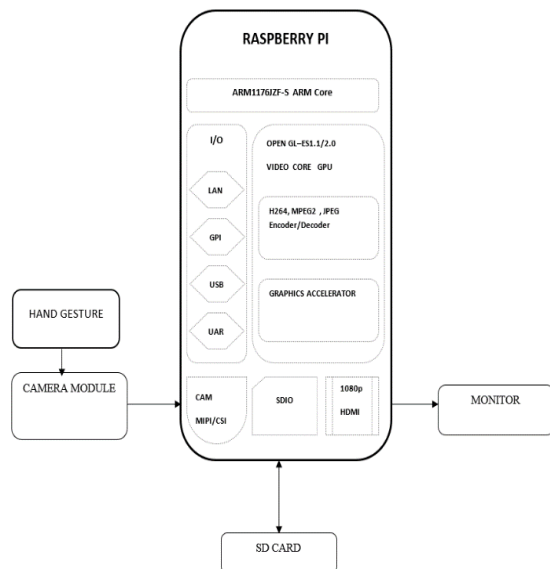 RASPBERRY PI
ARM1176JZF-S ARM Core
I/O
LAN
GPI
USB
UAR
OPEN GL–ES1.1/2.0
VIDEO CORE GPU
H264, MPEG2 , JPEG
Encoder/Decoder
GRAPHICS ACCELERATOR
HAND GESTURE
CAMERA MODULE
CAM
MIPI/CSI
SDIO
1080p
HDMI
MONITOR
SD CARD